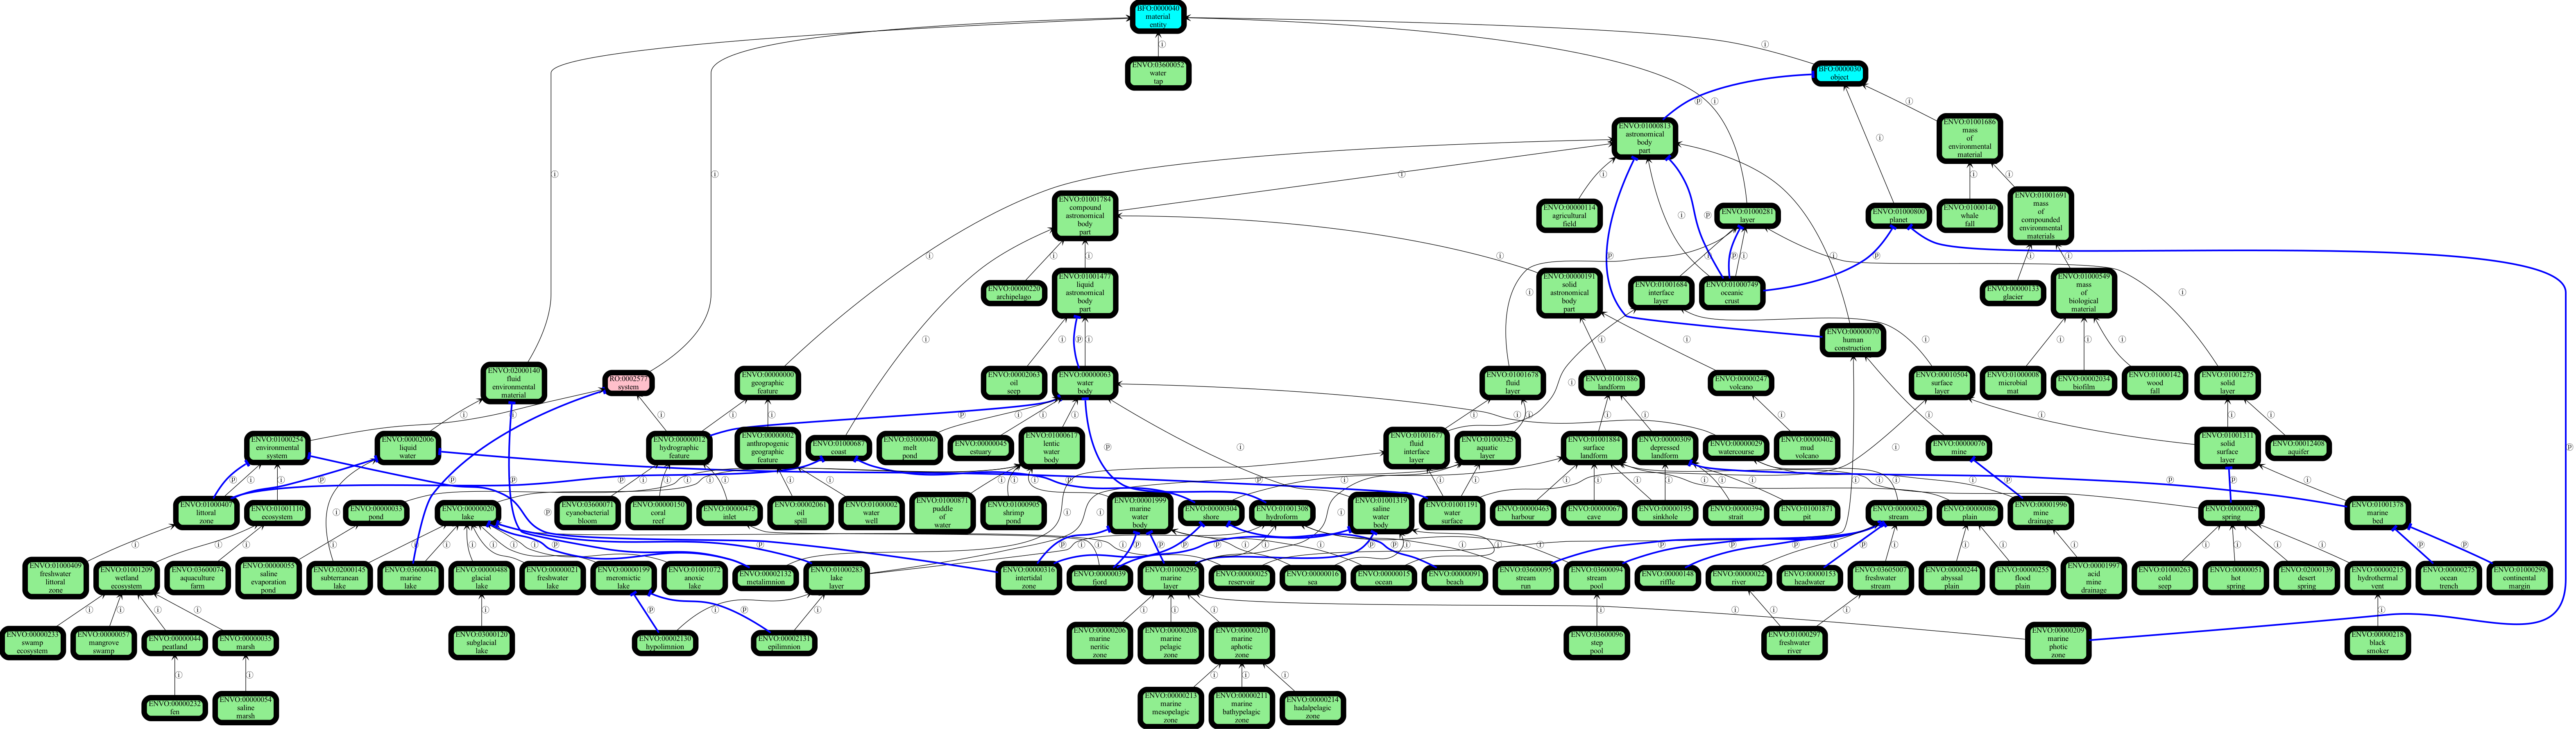 BFO:0000040
material
entity
ENVO:03600052
water
tap
BFO:0000030
object
ENVO:01000813
astronomical
body
part
ENVO:01001686
mass
of
environmental
material
ENVO:01001784
compound
astronomical
body
part
ENVO:00000114
agricultural
field
ENVO:01000281
layer
ENVO:01000800
planet
ENVO:01000140
whale
fall
ENVO:01001691
mass
of
compounded
environmental
materials
ENVO:00000220
archipelago
ENVO:01001477
liquid
astronomical
body
part
ENVO:00000191
solid
astronomical
body
part
ENVO:01001684
interface
layer
ENVO:01000749
oceanic
crust
ENVO:00000133
glacier
ENVO:01000549
mass
of
biological
material
ENVO:00000070
human
construction
ENVO:02000140
fluid
environmental
material
RO:0002577
system
ENVO:00000000
geographic
feature
ENVO:00002063
oil
seep
ENVO:00000063
water
body
ENVO:01001678
fluid
layer
ENVO:01001886
landform
ENVO:00000247
volcano
ENVO:00010504
surface
layer
ENVO:01000008
microbial
mat
ENVO:00002034
biofilm
ENVO:01000142
wood
fall
ENVO:01001275
solid
layer
ENVO:01000254
environmental
system
ENVO:00002006
liquid
water
ENVO:00000012
hydrographic
feature
ENVO:00000002
anthropogenic
geographic
feature
ENVO:01000687
coast
ENVO:03000040
melt
pond
ENVO:00000045
estuary
ENVO:01000617
lentic
water
body
ENVO:01001677
fluid
interface
layer
ENVO:01000325
aquatic
layer
ENVO:01001884
surface
landform
ENVO:00000309
depressed
landform
ENVO:00000029
watercourse
ENVO:00000402
mud
volcano
ENVO:00000076
mine
ENVO:01001311
solid
surface
layer
ENVO:00012408
aquifer
ENVO:01000407
littoral
zone
ENVO:01001110
ecosystem
ENVO:00000033
pond
ENVO:00000020
lake
ENVO:03600071
cyanobacterial
bloom
ENVO:00000150
coral
reef
ENVO:00000475
inlet
ENVO:00002061
oil
spill
ENVO:01000002
well
ENVO:01000871
puddle
of
water
ENVO:01000905
shrimp
pond
ENVO:00001999
marine
water
body
ENVO:00000304
shore
ENVO:01001308
hydroform
ENVO:01001319
saline
water
body
ENVO:01001191
water
surface
ENVO:00000463
harbour
ENVO:00000067
cave
ENVO:00000195
sinkhole
ENVO:00000394
strait
ENVO:01001871
pit
ENVO:00000023
stream
ENVO:00000086
plain
ENVO:00001996
mine
drainage
ENVO:00000027
spring
ENVO:01001378
marine
bed
ENVO:01000409
freshwater
littoral
zone
ENVO:01001209
wetland
ecosystem
ENVO:03600074
aquaculture
farm
ENVO:00000055
saline
evaporation
pond
ENVO:02000145
subterranean
lake
ENVO:03600041
marine
lake
ENVO:00000488
glacial
lake
ENVO:00000021
freshwater
lake
ENVO:00000199
meromictic
lake
ENVO:01001072
anoxic
lake
ENVO:00002132
metalimnion
ENVO:01000283
lake
layer
ENVO:00000316
intertidal
zone
ENVO:00000039
fjord
ENVO:01000295
marine
layer
ENVO:00000025
reservoir
ENVO:00000016
sea
ENVO:00000015
ocean
ENVO:00000091
beach
ENVO:03600095
stream
run
ENVO:03600094
stream
pool
ENVO:00000148
riffle
ENVO:00000022
river
ENVO:00000153
headwater
ENVO:03605007
freshwater
stream
ENVO:00000244
abyssal
plain
ENVO:00000255
flood
plain
ENVO:00001997
acid
mine
drainage
ENVO:01000263
cold
seep
ENVO:00000051
hot
spring
ENVO:02000139
desert
spring
ENVO:00000215
hydrothermal
vent
ENVO:00000275
ocean
trench
ENVO:01000298
continental
margin
ENVO:00000233
swamp
ecosystem
ENVO:00000057
mangrove
swamp
ENVO:00000044
peatland
ENVO:00000035
marsh
ENVO:03000120
subglacial
lake
ENVO:00002130
hypolimnion
ENVO:00002131
epilimnion
ENVO:00000206
marine
neritic
zone
ENVO:00000208
marine
pelagic
zone
ENVO:00000210
marine
aphotic
zone
ENVO:03600096
step
pool
ENVO:01000297
freshwater
river
ENVO:00000209
marine
photic
zone
ENVO:00000218
black
smoker
ENVO:00000232
fen
ENVO:00000054
saline
marsh
ENVO:00000213
marine
mesopelagic
zone
ENVO:00000211
marine
bathypelagic
zone
ENVO:00000214
hadalpelagic
zone